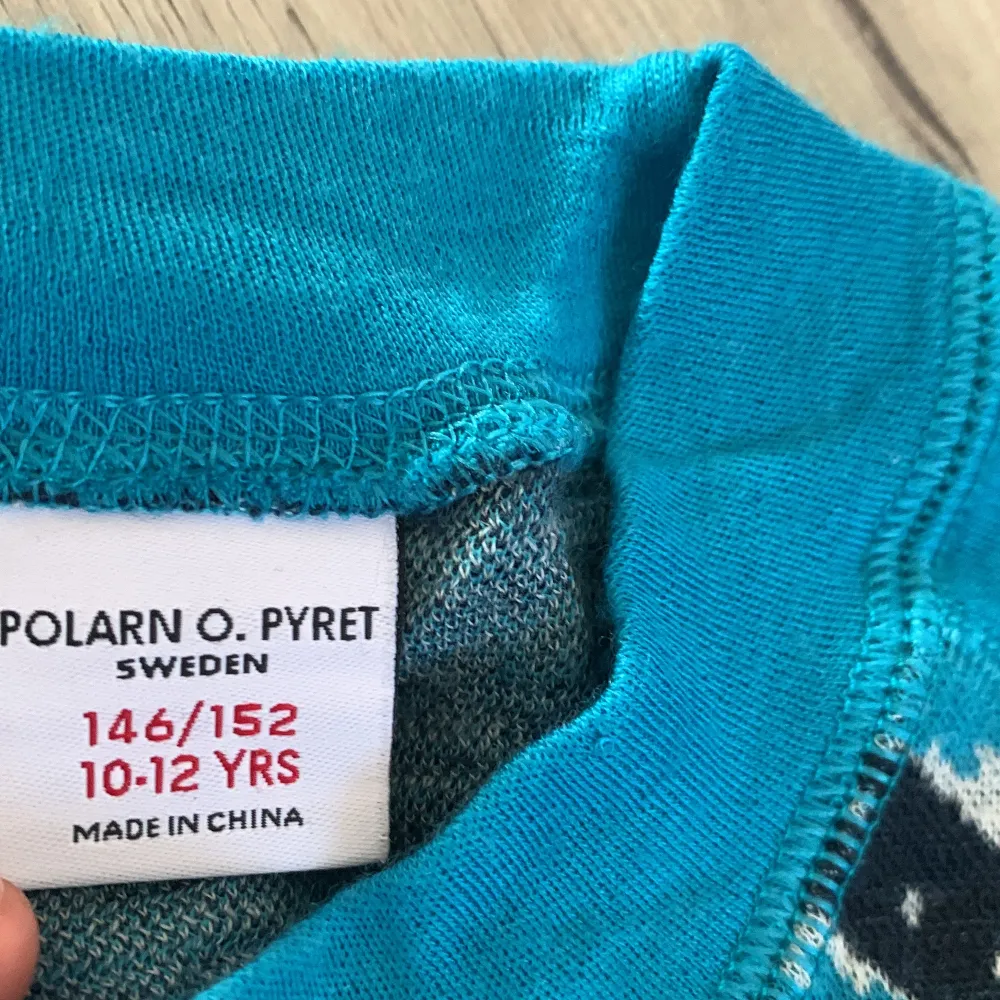 POLARN O. PYRET
SWEDEN
146/152
10-12 YRS
MADE IN CHINA